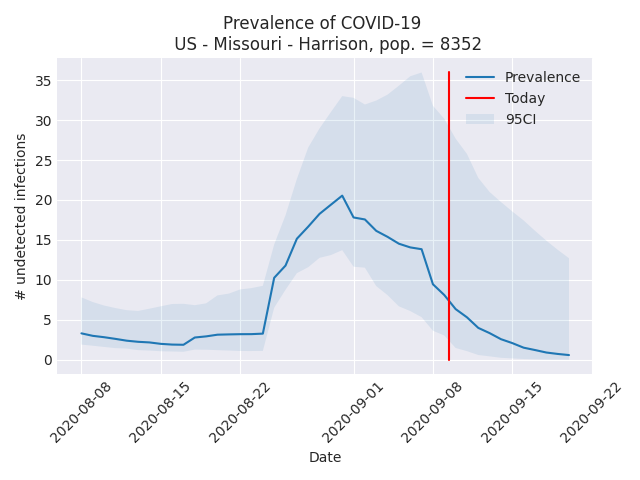 Prevalence of COVID-19
US - Missouri - Harrison, pop. = 8352
# undetected infections
35
30
25
20
15
10
5
0
Prevalence
Today
95CI
2020-08-08
2020-08-15
2020-08-22
2020-09-01
2020-09-08
2020-09-15
2020-09-22
Date